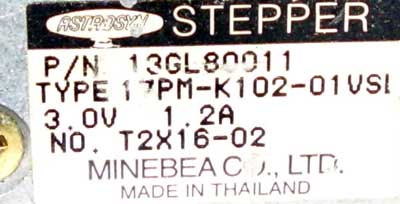 ASTROSYN STEPPER
P/N 13GL80011
TYPE 17PM-K102-01VSL
3.0V 1.2A
NO. T2X16-02
MINEBEA CO., LTD.
MADE IN THAILAND